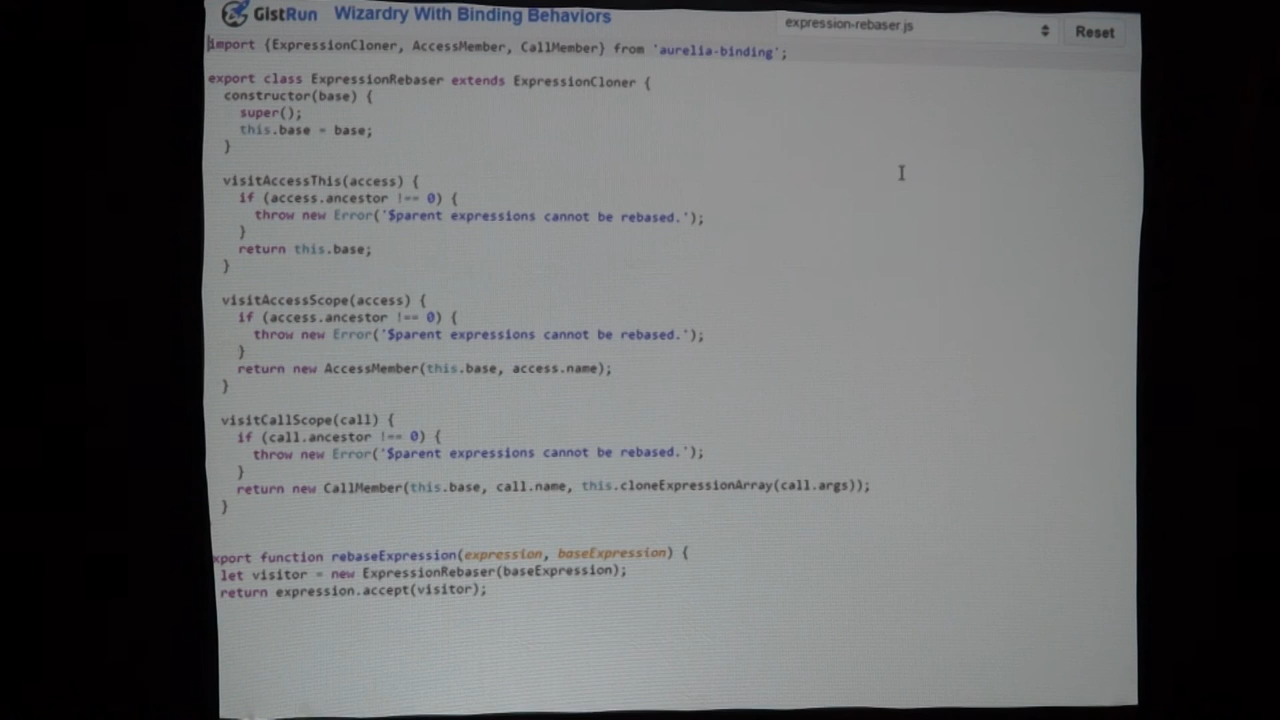 GistRun Wizardry With Binding Behaviors expression-rebaser.js Reset
import {ExpressionCloner, AccessMember, CallMember} from 'aurelia-binding';
export class ExpressionRebaser extends ExpressionCloner {
constructor(base) {
super();
this.base = base;
}
visitAccessThis(access) {
if (access.ancestor !== 0) {
throw new Error('$parent expressions cannot be rebased.');
}
return this.base;
}
visitAccessScope(access) {
if (access.ancestor !== 0) {
throw new Error('$parent expressions cannot be rebased.');
}
return new AccessMember(this.base, access.name);
}
visitCallScope(call) {
if (call.ancestor !== 0) {
throw new Error('$parent expressions cannot be rebased.');
}
return new CallMember(this.base, call.name, this.cloneExpressionArray(call.args));
}
xport function rebaseExpression(expression, baseExpression) {
let visitor = new ExpressionRebaser(baseExpression);
return expression.accept(visitor);